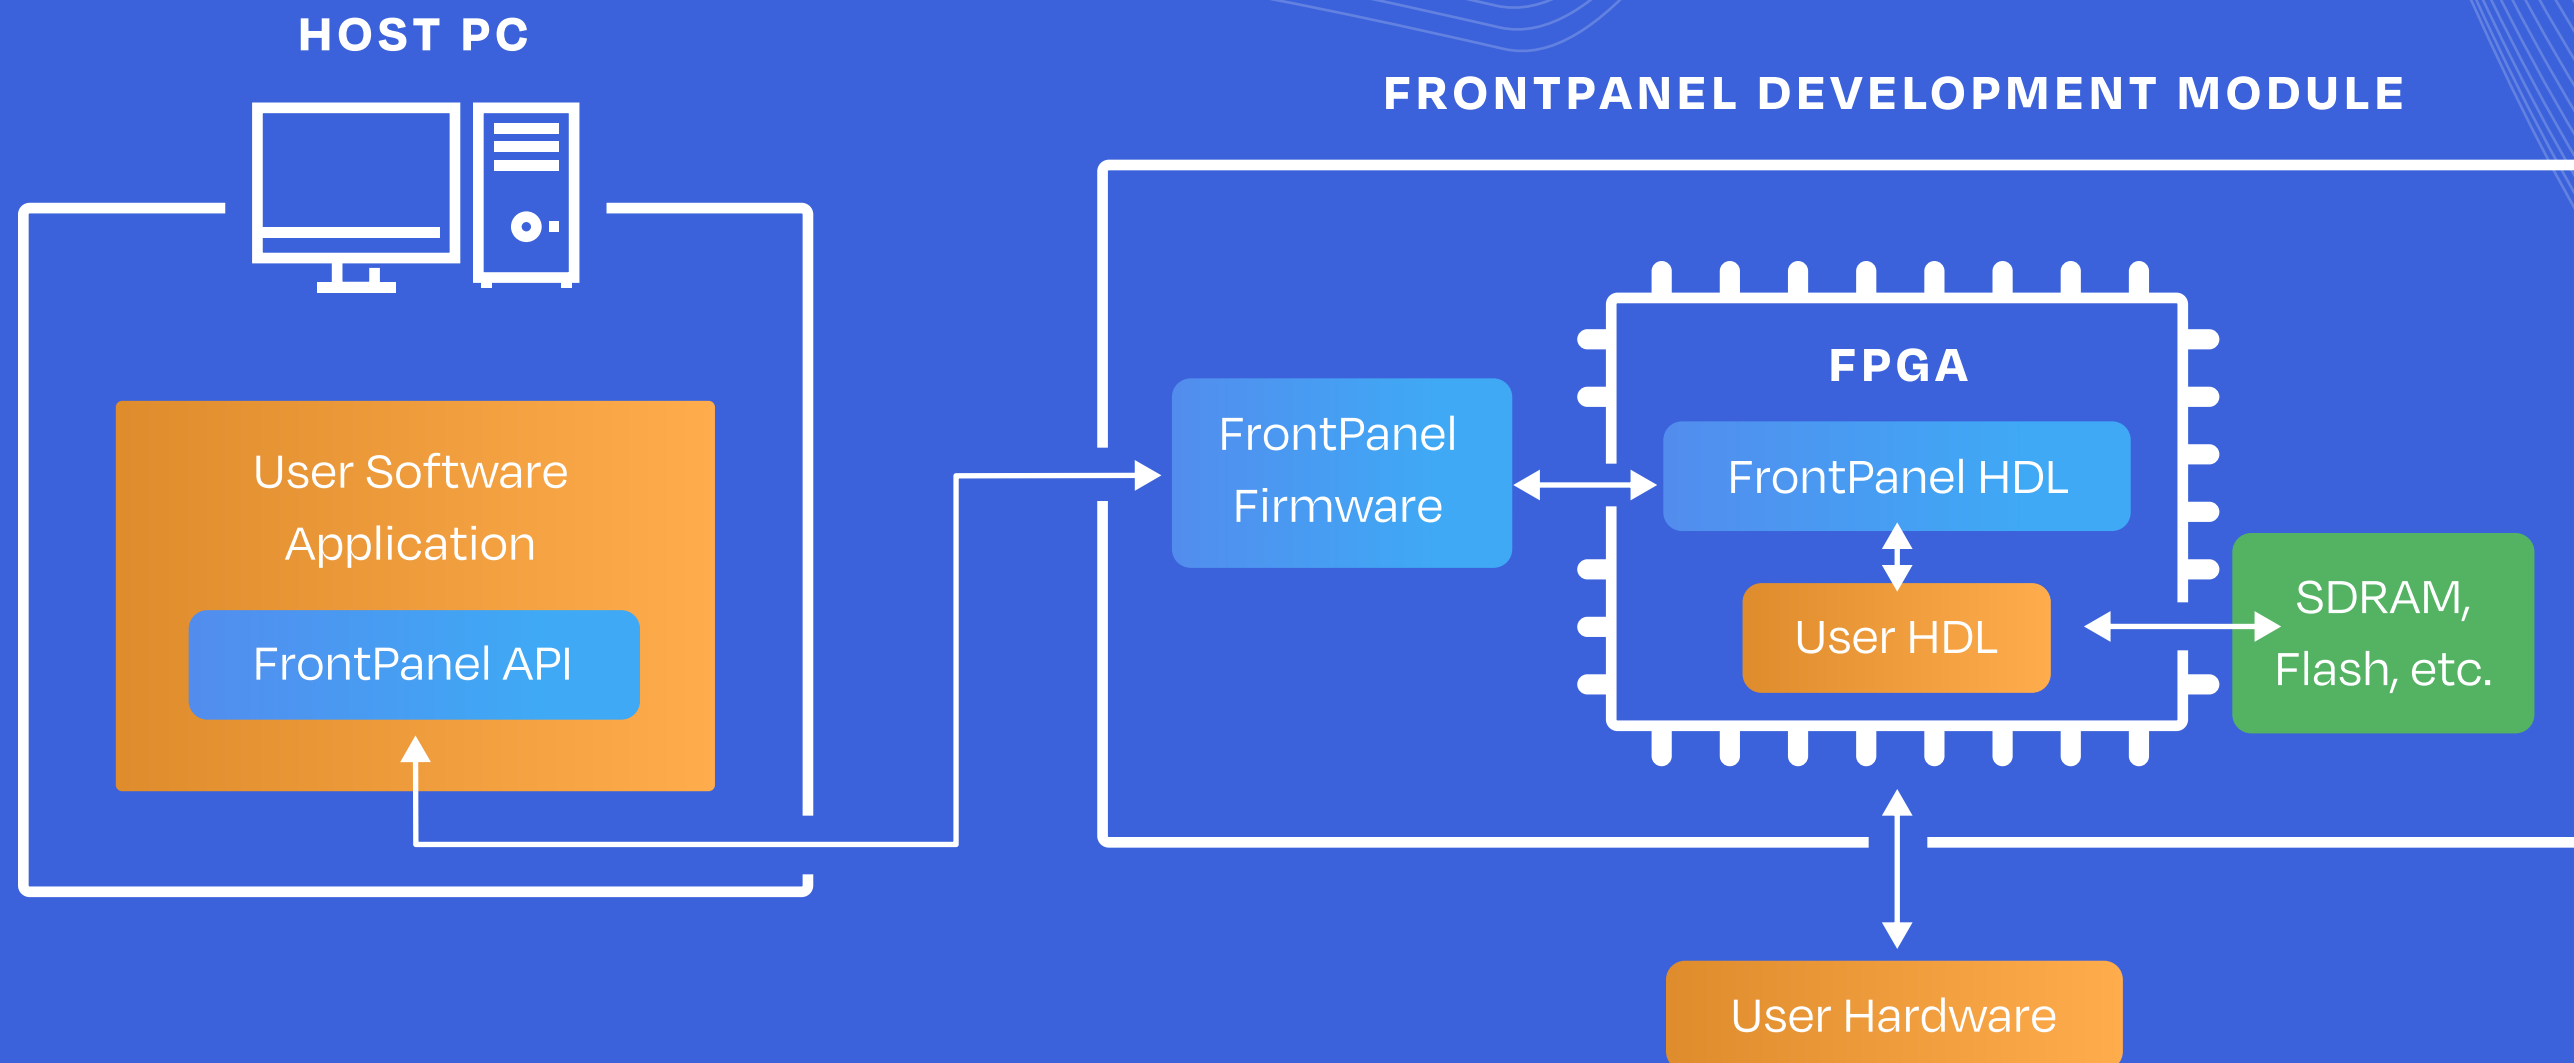 HOST PC
FRONTPANEL DEVELOPMENT MODULE
User Software
Application
FrontPanel API
FrontPanel
Firmware
FPGA
FrontPanel HDL
User HDL
SDRAM,
Flash, etc.
User Hardware